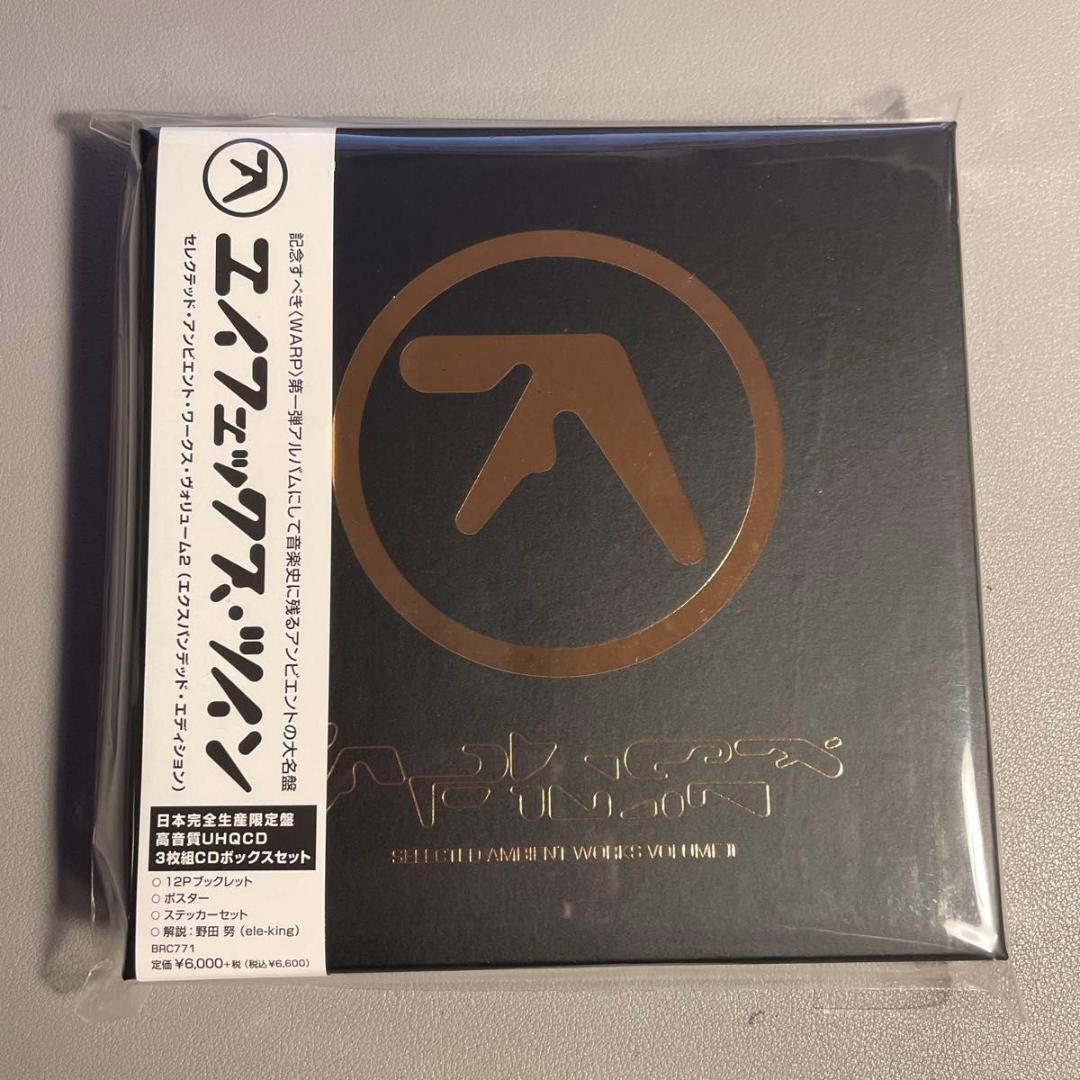 記念すべき〈WARP〉第一弾アルバムにして音楽史に残るアンビエントの大名盤
エイフェックス・ツイン
セレクテッド・アンビエント・ワークス・ヴォリューム2（エクスパンデッド・エディション）
日本完全生産限定盤
高音質UHQCD
3枚組CDボックスセット
○ 12Pブックレット
○ ポスター
○ ステッカーセット
○ 解説：野田 努（ele-king）
BRC771
定価 ¥6,000+税（税込¥6,600）
SELECTED AMBIENT WORKS VOLUME II